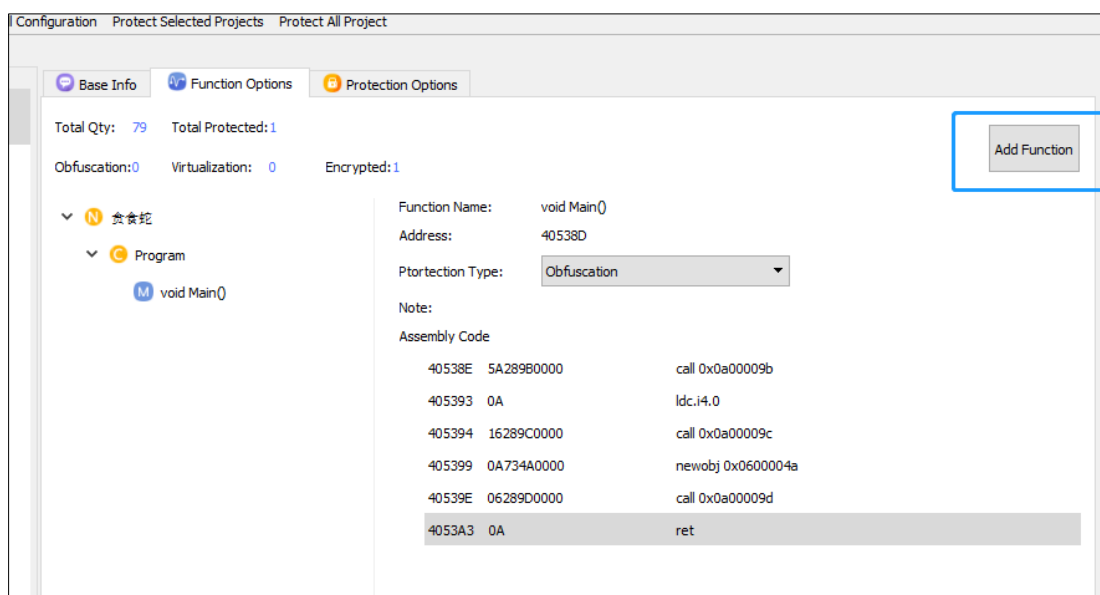 l Configuration Protect Selected Projects Protect All Project
Base Info Function Options Protection Options
Total Qty: 79 Total Protected:1
Add Function
Obfuscation:0 Virtualization: 0 Encrypted:1
N 贪食蛇
C Program
M void Main()
Function Name: void Main()
Address: 40538D
Ptortection Type: Obfuscation
Note:
Assembly Code
40538E 5A289B0000 call 0x0a00009b
405393 0A ldc.i4.0
405394 16289C0000 call 0x0a00009c
405399 0A734A0000 newobj 0x0600004a
40539E 06289D0000 call 0x0a00009d
4053A3 0A ret